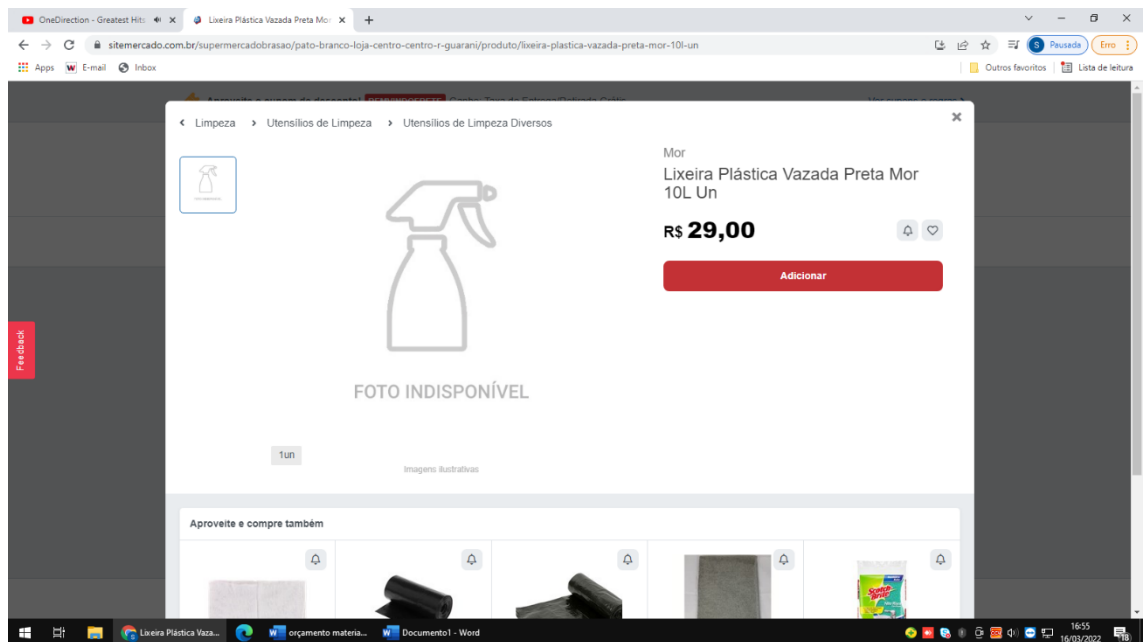 OneDirection - Greatest Hits
Lixeira Plástica Vazada Preta Mor
sitemercado.com.br/supermercadobrasao/pato-branco-loja-centro-centro-r-guarani/produto/lixeira-plastica-vazada-preta-mor-10l-un
S Pausada
Erro
Apps
W E-mail
Inbox
Outros favoritos
Lista de leitura
Limpeza > Utensílios de Limpeza > Utensílios de Limpeza Diversos
Mor
Lixeira Plástica Vazada Preta Mor
10L Un
R$ 29,00
Adicionar
Feedback
FOTO INDISPONÍVEL
1un
Imagens Ilustrativas
Aproveite e compre também
Scotch
Brite
Lixeira Plástica Vaza...
orçamento materia...
Documento1 - Word
16:55
16/03/2022